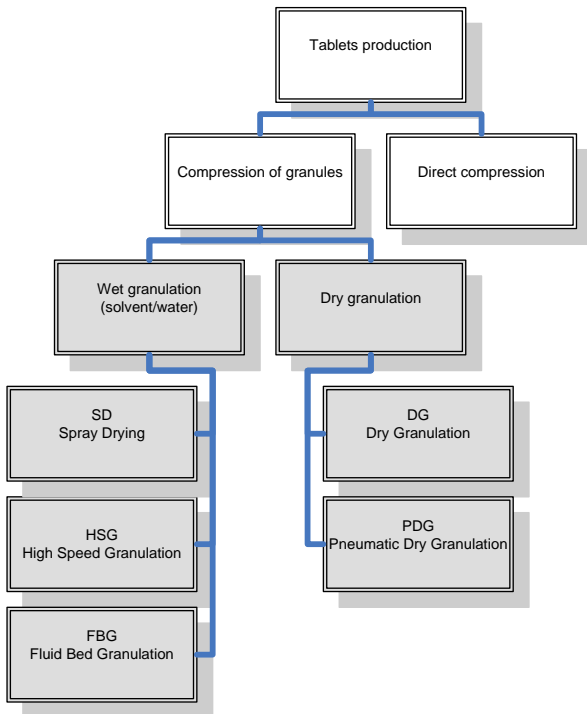 Tablets production
Compression of granules
Direct compression
Wet granulation
(solvent/water)
Dry granulation
SD
Spray Drying
DG
Dry Granulation
HSG
High Speed Granulation
PDG
Pneumatic Dry Granulation
FBG
Fluid Bed Granulation